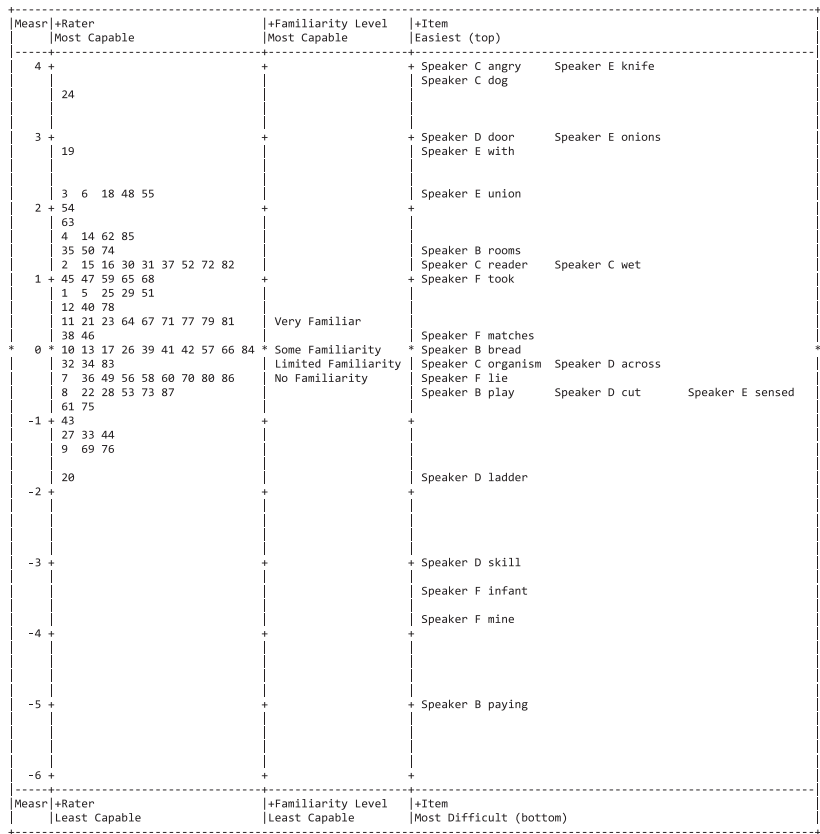 Measr +Rater +Familiarity Level +Item
Most Capable Most Capable Easiest (top)
4 + + + Speaker C angry Speaker E knife
Speaker C dog
24
3 + + + Speaker D door Speaker E onions
19 Speaker E with
3 6 18 48 55 Speaker E union
2 + 54 + +
63
4 14 62 85
35 50 74 Speaker B rooms
2 15 16 30 31 37 52 72 82 Speaker C reader Speaker C wet
1 + 45 47 59 65 68 + + Speaker F took
1 5 25 29 51
12 40 78
11 21 23 64 67 71 77 79 81 Very Familiar
38 46 Speaker F matches
* 0 * 10 13 17 26 39 41 42 57 66 84 * Some Familiarity * Speaker B bread *
32 34 83 Limited Familiarity Speaker C organism Speaker D across
7 36 49 56 58 60 70 80 86 No Familiarity Speaker F lie
8 22 28 53 73 87 Speaker B play Speaker D cut Speaker E sensed
61 75
-1 + 43 + +
27 33 44
9 69 76
20 Speaker D ladder
-2 + + +
-3 + + + Speaker D skill
Speaker F infant
Speaker F mine
-4 + + +
-5 + + + Speaker B paying
-6 + + +
Measr +Rater +Familiarity Level +Item
Least Capable Least Capable Most Difficult (bottom)